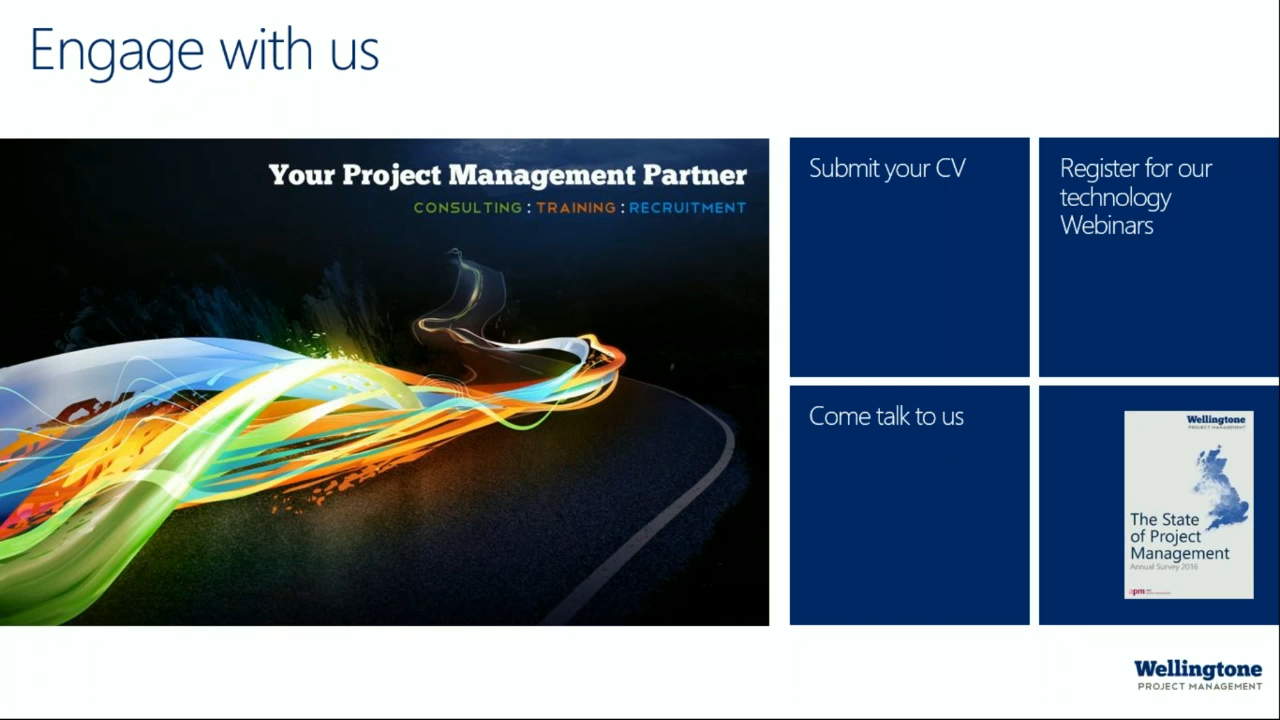 Engage with us
Your Project Management Partner
CONSULTING : TRAINING : RECRUITMENT
Submit your CV
Register for our
technology
Webinars
Come talk to us
Wellingtone
PROJECT MANAGEMENT
The State
of Project
Management
Annual Survey 2016
apm
Wellingtone
PROJECT MANAGEMENT